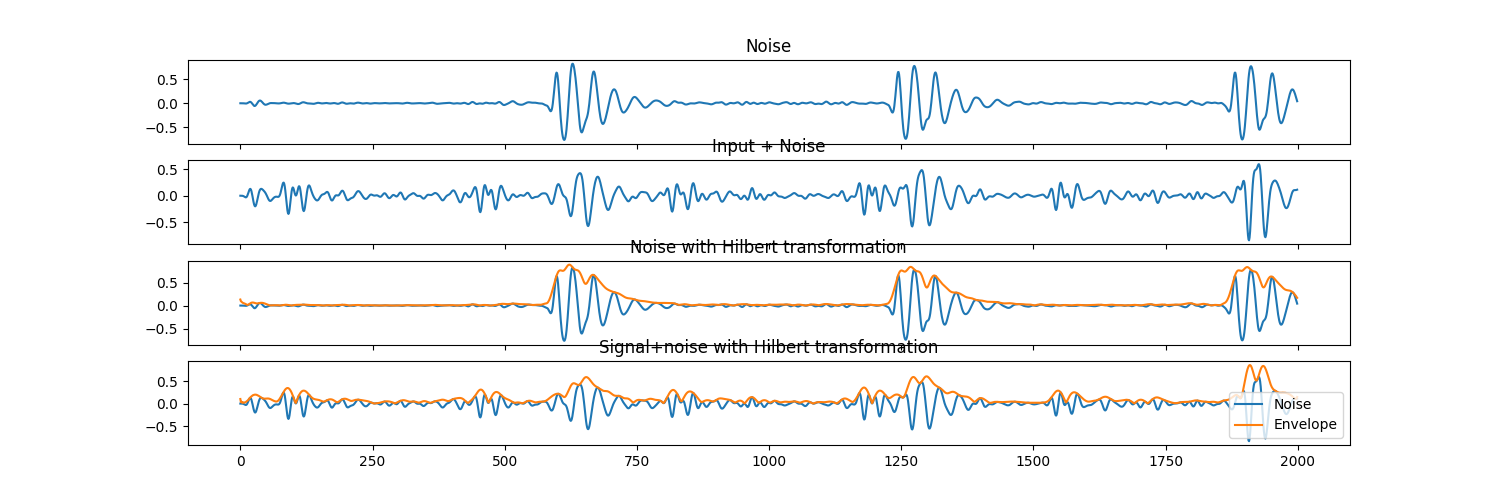 Noise
0.5
0.0
−0.5
Input + Noise
0.5
0.0
−0.5
Noise with Hilbert transformation
0.5
0.0
−0.5
Signal+noise with Hilbert transformation
0.5
0.0
−0.5
Noise
Envelope
0 250 500 750 1000 1250 1500 1750 2000